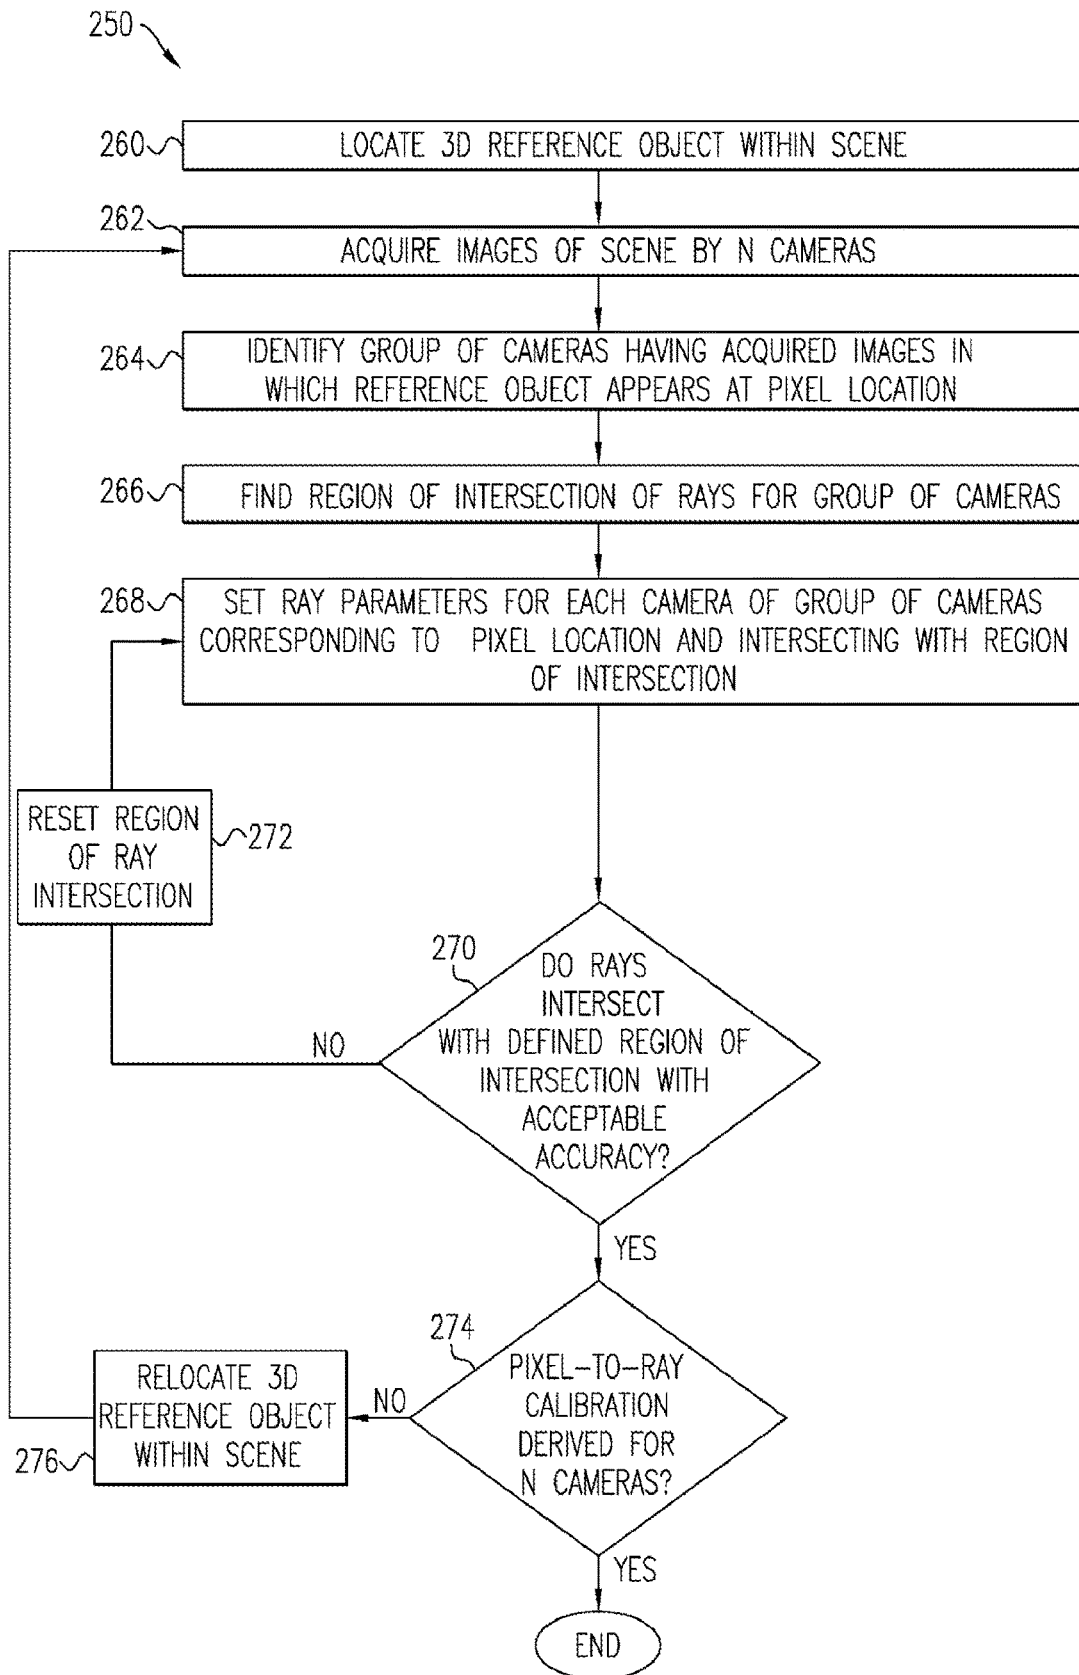 250
260
LOCATE 3D REFERENCE OBJECT WITHIN SCENE
262
ACQUIRE IMAGES OF SCENE BY N CAMERAS
264
IDENTIFY GROUP OF CAMERAS HAVING ACQUIRED IMAGES IN
WHICH REFERENCE OBJECT APPEARS AT PIXEL LOCATION
266
FIND REGION OF INTERSECTION OF RAYS FOR GROUP OF CAMERAS
268
SET RAY PARAMETERS FOR EACH CAMERA OF GROUP OF CAMERAS
CORRESPONDING TO PIXEL LOCATION AND INTERSECTING WITH REGION
OF INTERSECTION
RESET REGION
OF RAY
INTERSECTION
272
270
DO RAYS
INTERSECT
WITH DEFINED REGION OF
INTERSECTION WITH
ACCEPTABLE
ACCURACY?
NO
YES
274
PIXEL-TO-RAY
CALIBRATION
DERIVED FOR
N CAMERAS?
NO
RELOCATE 3D
REFERENCE OBJECT
WITHIN SCENE
276
YES
END